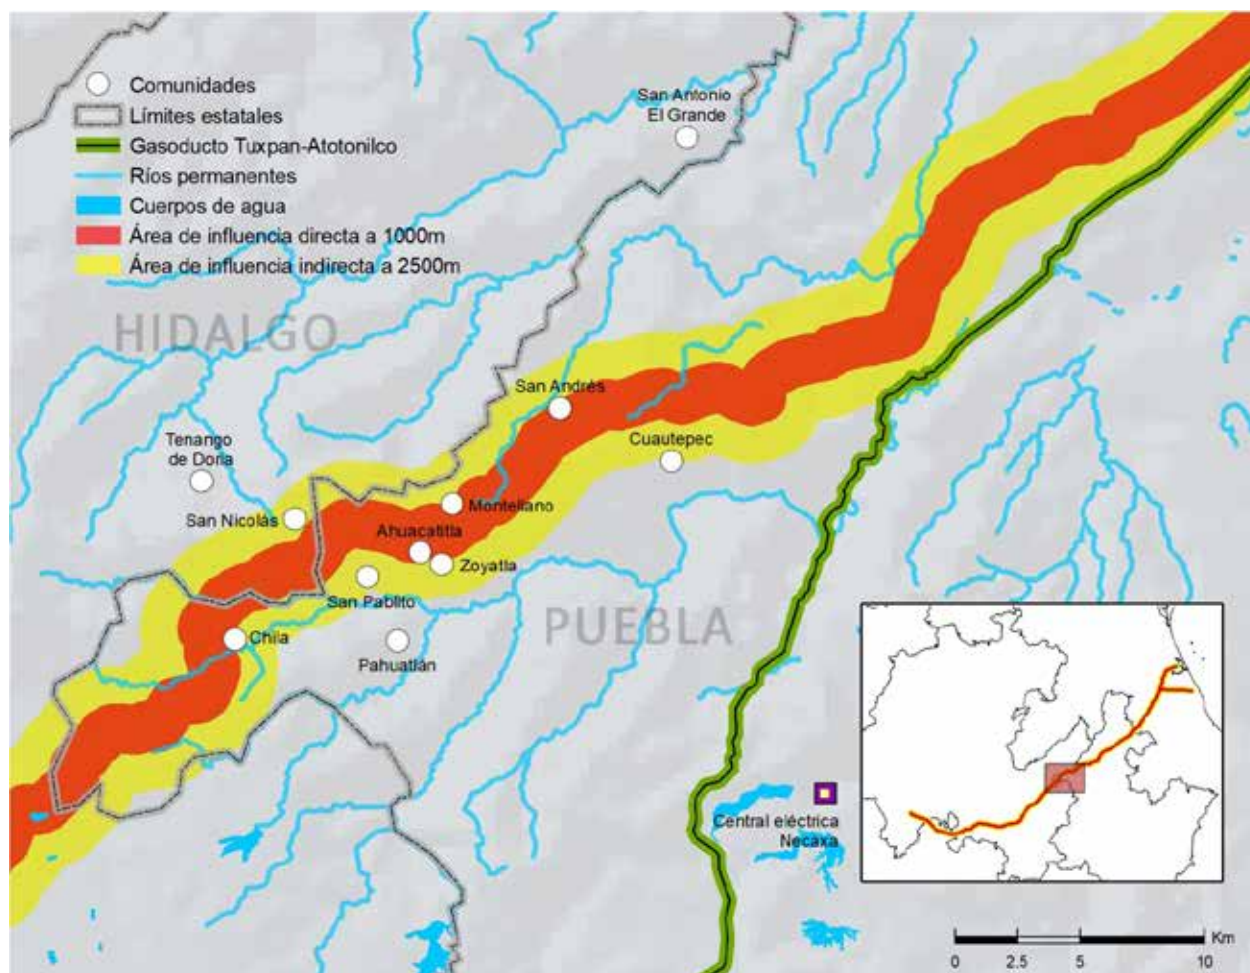 Comunidades
Límites estatales
Gasoducto Tuxpan-Atotonilco
Ríos permanentes
Cuerpos de agua
Área de influencia directa a 1000m
Área de influencia indirecta a 2500m
San Antonio
El Grande
HIDALGO
San Andrés
Tenango
de Doria
Cuautepec
San Nicolás
Montellano
Ahuacatitla
Zoyatla
San Pablito
PUEBLA
Chila
Pahuatlán
Central eléctrica
Necaxa
Km
0
2.5
5
10